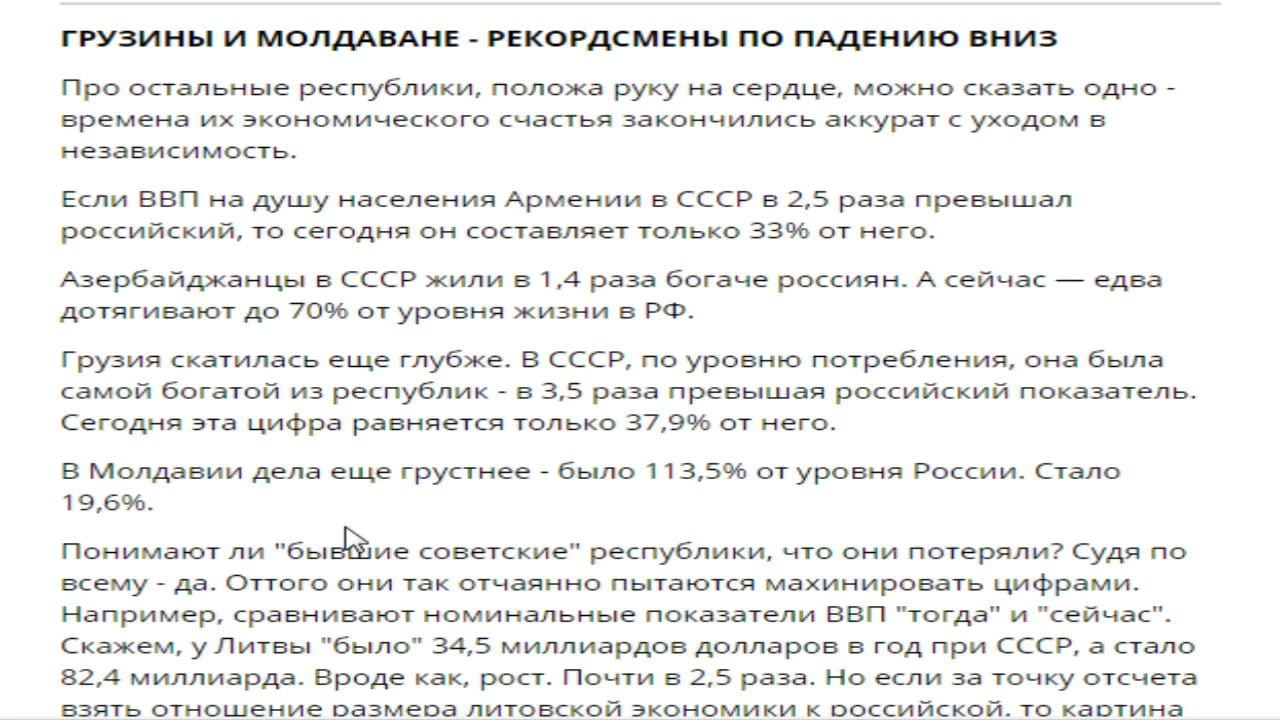 ГРУЗИНЫ И МОЛДАВАНЕ - РЕКОРДСМЕНЫ ПО ПАДЕНИЮ ВНИЗ
Про остальные республики, положа руку на сердце, можно сказать одно -
времена их экономического счастья закончились аккурат с уходом в
независимость.
Если ВВП на душу населения Армении в СССР в 2,5 раза превышал
российский, то сегодня он составляет только 33% от него.
Азербайджанцы в СССР жили в 1,4 раза богаче россиян. А сейчас — едва
дотягивают до 70% от уровня жизни в РФ.
Грузия скатилась еще глубже. В СССР, по уровню потребления, она была
самой богатой из республик - в 3,5 раза превышая российский показатель.
Сегодня эта цифра равняется только 37,9% от него.
В Молдавии дела еще грустнее - было 113,5% от уровня России. Стало
19,6%.
Понимают ли "бывшие советские" республики, что они потеряли? Судя по
всему - да. Оттого они так отчаянно пытаются махинировать цифрами.
Например, сравнивают номинальные показатели ВВП "тогда" и "сейчас".
Скажем, у Литвы "было" 34,5 миллиардов долларов в год при СССР, а стало
82,4 миллиарда. Вроде как, рост. Почти в 2,5 раза. Но если за точку отсчета
взять отношение размера литовской экономики к российской, то картина